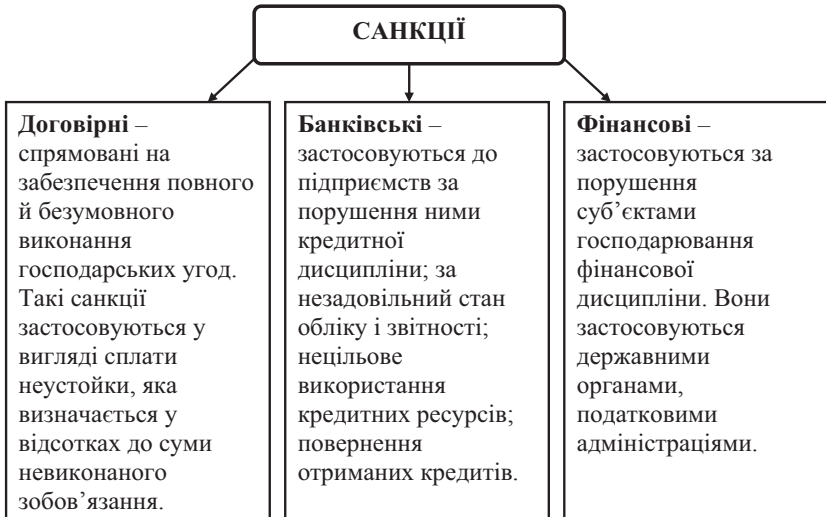 САНКЦІЇ
Договірні –
спрямовані на
забезпечення повного
й безумовного
виконання
господарських угод.
Такі санкції
застосовуються у
вигляді сплати
неустойки, яка
визначається у
відсотках до суми
невиконаного
зобов’язання.
Банківські –
застосовуються до
підприємств за
порушення ними
кредитної
дисципліни; за
незадовільний стан
обліку і звітності;
нецільове
використання
кредитних ресурсів;
повернення
отриманих кредитів.
Фінансові –
застосовуються за
порушення
суб’єктами
господарювання
фінансової
дисципліни. Вони
застосовуються
державними
органами,
податковими
адміністраціями.